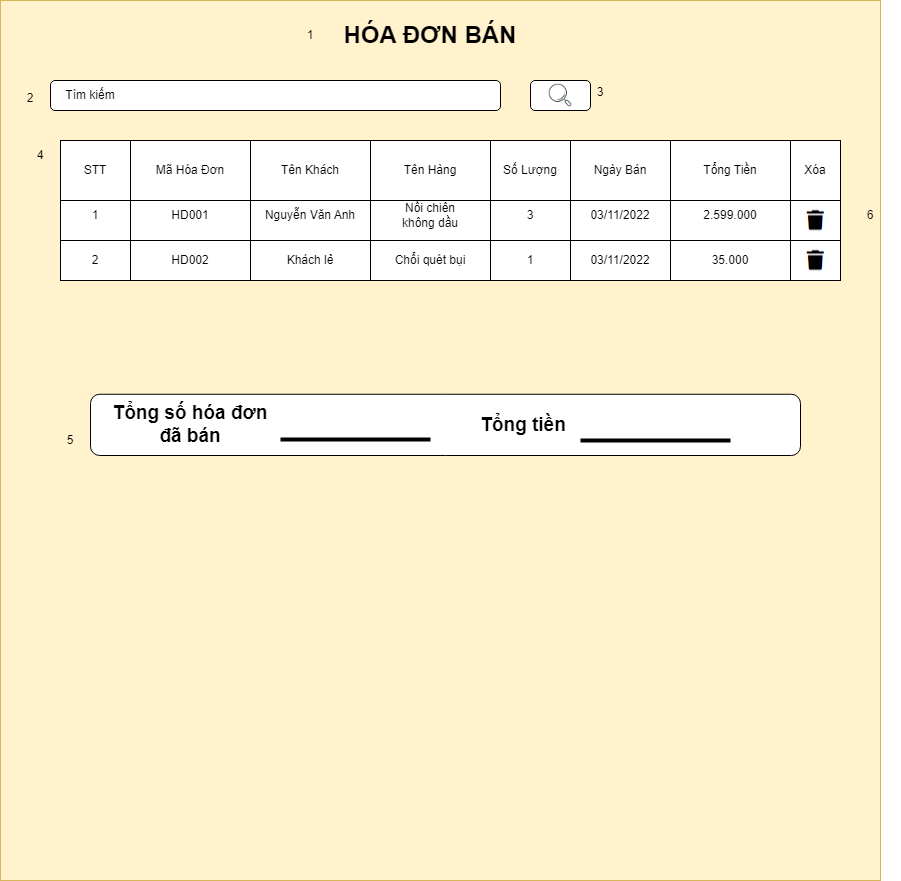 1 HÓA ĐƠN BÁN
2 Tìm kiếm 3
4
STT Mã Hóa Đơn Tên Khách Tên Hàng Số Lượng Ngày Bán Tổng Tiền Xóa
1 HD001 Nguyễn Văn Anh Nồi chiên không dầu 3 03/11/2022 2.599.000 6
2 HD002 Khách lẻ Chổi quét bụi 1 03/11/2022 35.000
5 Tổng số hóa đơn
đã bán
Tổng tiền